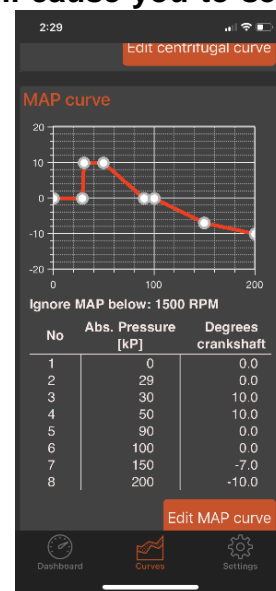 2:29
Edit centrifugal curve
MAP curve
20
10
0
-10
-20
0 100 200
Ignore MAP below: 1500 RPM
No Abs. Pressure [kP] Degrees crankshaft
1 0 0.0
2 29 0.0
3 30 10.0
4 50 10.0
5 90 0.0
6 100 0.0
7 150 -7.0
8 200 -10.0
Edit MAP curve
Dashboard Curves Settings